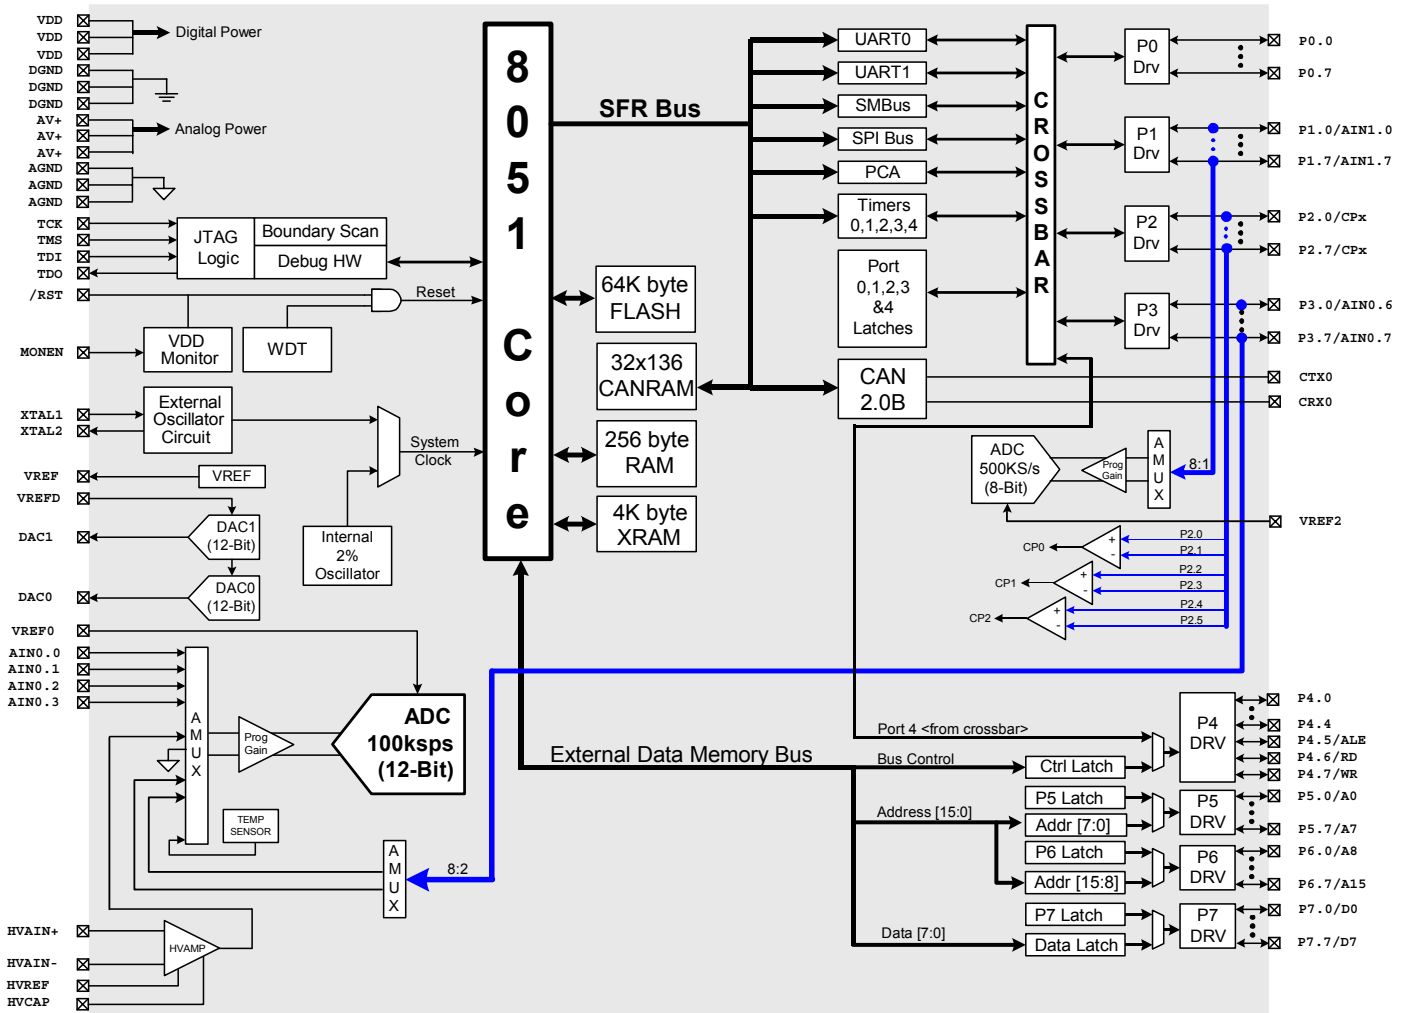 VDD
VDD
VDD
DGND
DGND
DGND
AV+
AV+
AV+
AGND
AGND
AGND
Digital Power
Analog Power
TCK
TMS
TDI
TDO
/RST
MONEN
XTAL1
XTAL2
VREF
VREFD
DAC1
DAC0
VREF0
AIN0.0
AIN0.1
AIN0.2
AIN0.3
HVAIN+
HVAIN-
HVREF
HVCAP
JTAG
Logic
Boundary Scan
Debug HW
Reset
VDD
Monitor
WDT
External
Oscillator
Circuit
System
Clock
VREF
DAC1
(12-Bit)
DAC0
(12-Bit)
Internal
2%
Oscillator
AMUX
Prog
Gain
ADC
100ksps
(12-Bit)
TEMP
SENSOR
AMUX
8:2
HVAMP
8051 Core
SFR Bus
64K byte
FLASH
32x136
CANRAM
256 byte
RAM
4K byte
XRAM
External Data Memory Bus
UART0
UART1
SMBus
SPI Bus
PCA
Timers
0,1,2,3,4
Port
0,1,2,3
&4
Latches
CAN
2.0B
CROSSBAR
P0
Drv
P1
Drv
P2
Drv
P3
Drv
P0.0
P0.7
P1.0/AIN1.0
P1.7/AIN1.7
P2.0/CPx
P2.7/CPx
P3.0/AIN0.6
P3.7/AIN0.7
CTX0
CRX0
ADC
500KS/s
(8-Bit)
Prog
Gain
AMUX
8:1
VREF2
CP0
+
-
P2.0
P2.1
CP1
+
-
P2.2
P2.3
CP2
+
-
P2.4
P2.5
Port 4 <from crossbar>
Bus Control
Ctrl Latch
P4
DRV
P4.0
P4.4
P4.5/ALE
P4.6/RD
P4.7/WR
Address [15:0]
P5 Latch
Addr [7:0]
P5
DRV
P5.0/A0
P5.7/A7
P6 Latch
Addr [15:8]
P6
DRV
P6.0/A8
P6.7/A15
Data [7:0]
P7 Latch
Data Latch
P7
DRV
P7.0/D0
P7.7/D7